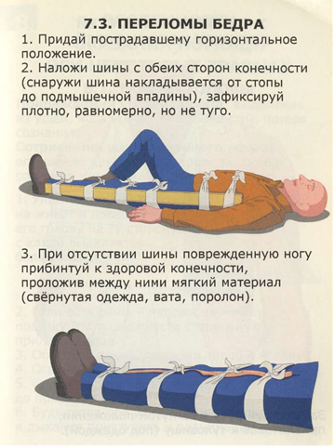 7.3. ПЕРЕЛОМЫ БЕДРА
1. Придай пострадавшему горизонтальное
положение.
2. Наложи шины с обеих сторон конечности
(снаружи шина накладывается от стопы
до подмышечной впадины), зафиксируй
плотно, равномерно, но не туго.
3. При отсутствии шины поврежденную ногу
прибинтуй к здоровой конечности,
проложив между ними мягкий материал
(свёрнутая одежда, вата, поролон).